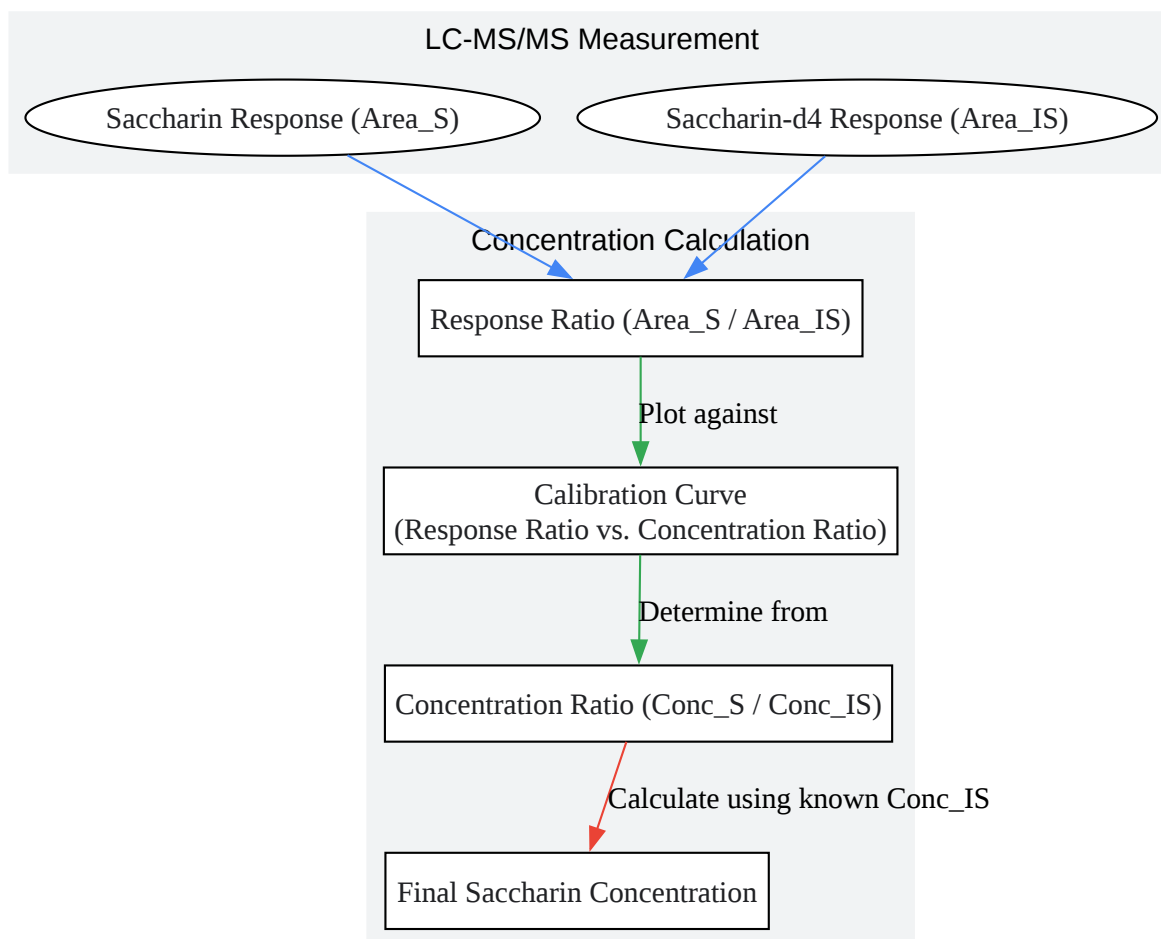 LC-MS/MS Measurement
Saccharin Response (Area_S)
Saccharin-d4 Response (Area_IS)
Concentration Calculation
Response Ratio (Area_S / Area_IS)
Plot against
Calibration Curve
(Response Ratio vs. Concentration Ratio)
Determine from
Concentration Ratio (Conc_S / Conc_IS)
Calculate using known Conc_IS
Final Saccharin Concentration